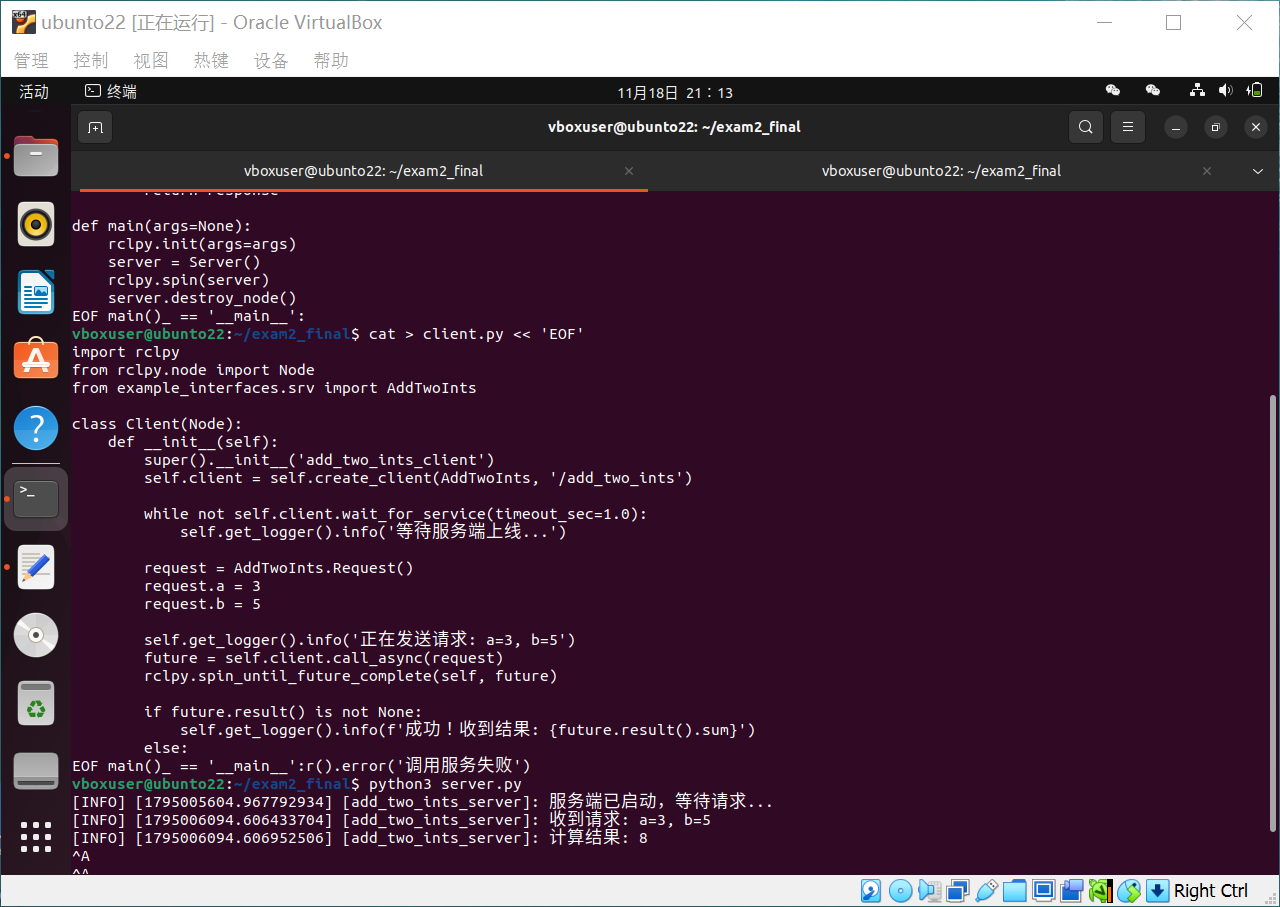 ubunto22 [正在运行] - Oracle VirtualBox
管理 控制 视图 热键 设备 帮助
活动 终端 11月18日 21：13
vboxuser@ubunto22: ~/exam2_final
vboxuser@ubunto22: ~/exam2_final vboxuser@ubunto22: ~/exam2_final
return response
def main(args=None):
rclpy.init(args=args)
server = Server()
rclpy.spin(server)
server.destroy_node()
EOF main()_ == '__main__':
vboxuser@ubunto22:~/exam2_final$ cat > client.py << 'EOF'
import rclpy
from rclpy.node import Node
from example_interfaces.srv import AddTwoInts
class Client(Node):
def __init__(self):
super().__init__('add_two_ints_client')
self.client = self.create_client(AddTwoInts, '/add_two_ints')
while not self.client.wait_for_service(timeout_sec=1.0):
self.get_logger().info('等待服务端上线...')
request = AddTwoInts.Request()
request.a = 3
request.b = 5
self.get_logger().info('正在发送请求: a=3, b=5')
future = self.client.call_async(request)
rclpy.spin_until_future_complete(self, future)
if future.result() is not None:
self.get_logger().info(f'成功！收到结果: {future.result().sum}')
else:
EOF main()_ == '__main__':r().error('调用服务失败')
vboxuser@ubunto22:~/exam2_final$ python3 server.py
[INFO] [1795005604.967792934] [add_two_ints_server]: 服务端已启动，等待请求...
[INFO] [1795006094.606433704] [add_two_ints_server]: 收到请求: a=3, b=5
[INFO] [1795006094.606952506] [add_two_ints_server]: 计算结果: 8
^A
^A
Right Ctrl